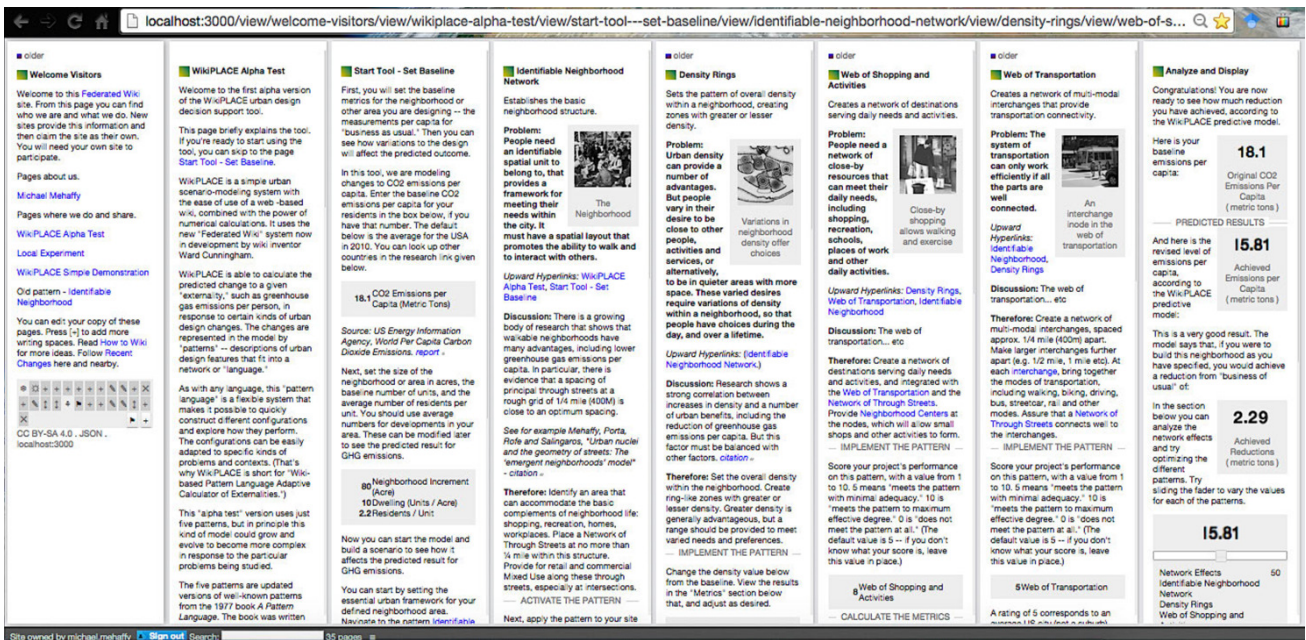 localhost:3000/view/welcome-visitors/view/wikiplace-alpha-test/view/start-tool---set-baseline/view/identifiable-neighborhood-network/view/density-rings/view/web-of-s...
older
Welcome Visitors
Welcome to this Federated Wiki
site. From this page you can find
who we are and what we do. New
sites provide this information and
then claim the site as their own.
You will need your own site to
participate.
Pages about us.
Michael Mehaffy
Pages where we do and share.
WikiPLACE Alpha Test
Local Experiment
WikiPLACE Simple Demonstration
Old pattern - Identifiable
Neighborhood
You can edit your copy of these
pages. Press [+] to add more
writing spaces. Read How to Wiki
for more ideas. Follow Recent
Changes here and nearby.
CC BY-SA 4.0 . JSON .
localhost:3000
WikiPLACE Alpha Test
Welcome to the first alpha version
of the WikiPLACE urban design
decision support tool.
This page briefly explains the tool.
If you're ready to start using the
tool, you can skip to the page
Start Tool - Set Baseline.
WikiPLACE is a simple urban
scenario-modeling system with
the ease of use of a web -based
wiki, combined with the power of
numerical calculations. It uses the
new "Federated Wiki" system now
in development by wiki inventor
Ward Cunningham.
WikiPLACE is able to calculate the
predicted change to a given
"externality," such as greenhouse
gas emissions per person, in
response to certain kinds of urban
design changes. The changes are
represented in the model by
"patterns" -- descriptions of urban
design features that fit into a
network or "language."
As with any language, this "pattern
language" is a flexible system that
makes it possible to quickly
construct different configurations
and explore how they perform.
The configurations can be easily
adapted to specific kinds of
problems and contexts. (That's
why WikiPLACE is short for "Wiki-
based Pattern Language Adaptive
Calculator of Externalities.")
This "alpha test" version uses just
five patterns, but in principle this
kind of model could grow and
evolve to become more complex
in response to the particular
problems being studied.
The five patterns are updated
versions of well-known patterns
from the 1977 book A Pattern
Language. The book was written
Start Tool - Set Baseline
First, you will set the baseline
metrics for the neighborhood or
other area you are designing -- the
measurements per capita for
"business as usual." Then you can
see how variations to the design
will affect the predicted outcome.
In this tool, we are modeling
changes to CO2 emissions per
capita. Enter the baseline CO2
emissions per capita for your
residents in the box below, if you
have that number. The default
below is the average for the USA
in 2010. You can look up other
countries in the research link given
below.
18.1 CO2 Emissions per
Capita (Metric Tons)
Source: US Energy Information
Agency, World Per Capita Carbon
Dioxide Emissions. report
Next, set the size of the
neighborhood or area in acres, the
baseline number of units, and the
average number of residents per
unit. You should use average
numbers for developments in your
area. These can be modified later
to see the predicted result for
GHG emissions.
80 Neighborhood Increment
(Acre)
10 Dwelling (Units / Acre)
2.2 Residents / Unit
Now you can start the model and
build a scenario to see how it
affects the predicted result for
GHG emissions.
You can start by setting the
essential urban framework for your
defined neighborhood area.
Navigate to the pattern Identifiable
Identifiable Neighborhood
Network
Establishes the basic
neighborhood structure.
Problem:
People need
an identifiable
spatial unit to
belong to, that
provides a
framework for
meeting their
needs within
the city. It
must have a spatial layout that
promotes the ability to walk and
to interact with others.
The
Neighborhood
Upward Hyperlinks: WikiPLACE
Alpha Test, Start Tool - Set
Baseline
Discussion: There is a growing
body of research that shows that
walkable neighborhoods have
many advantages, including lower
greenhouse gas emissions per
capita. In particular, there is
evidence that a spacing of
principal through streets at a
rough grid of 1/4 mile (400M) is
close to an optimum spacing.
See for example Mehaffy, Porta,
Rofe and Salingaros, "Urban nuclei
and the geometry of streets: The
'emergent neighborhoods' model"
- citation
Therefore: Identify an area that
can accommodate the basic
complements of neighborhood life:
shopping, recreation, homes,
workplaces. Place a Network of
Through Streets at no more than
¼ mile within this structure.
Provide for retail and commercial
Mixed Use along these through
streets, especially at intersections.
ACTIVATE THE PATTERN
Next, apply the pattern to your site
older
Density Rings
Sets the pattern of overall density
within a neighborhood, creating
zones with greater or lesser
density.
Problem:
Urban density
can provide a
number of
advantages.
But people
vary in their
desire to be
close to other
people,
activities and
services, or
alternatively,
to be in quieter areas with more
space. These varied desires
require variations of density
within a neighborhood, so that
people have choices during the
day, and over a lifetime.
Variations in
neighborhood
density offer
choices
Upward Hyperlinks: (Identifiable
Neighborhood Network.)
Discussion: Research shows a
strong correlation between
increases in density and a number
of urban benefits, including the
reduction of greenhouse gas
emissions per capita. But this
factor must be balanced with
other factors. citation
Therefore: Set the overall density
within the neighborhood. Create
ring-like zones with greater or
lesser density. Greater density is
generally advantageous, but a
range should be provided to meet
varied needs and preferences.
IMPLEMENT THE PATTERN
Change the density value below
from the baseline. View the results
in the "Metrics" section below
that, and adjust as desired.
older
Web of Shopping and
Activities
Creates a network of destinations
serving daily needs and activities.
Problem:
People need a
network of
close-by
resources that
can meet their
daily needs,
including
shopping,
recreation,
schools,
places of work
and other
daily activities.
Close-by
shopping
allows walking
and exercise
Upward Hyperlinks: Density Rings,
Web of Transportation, Identifiable
Neighborhood
Discussion: The web of
transportation... etc
Therefore: Create a network of
destinations serving daily needs
and activities, and integrated with
the Web of Transportation and the
Network of Through Streets.
Provide Neighborhood Centers at
the nodes, which will allow small
shops and other activities to form.
IMPLEMENT THE PATTERN
Score your project's performance
on this pattern, with a value from 1
to 10. 5 means "meets the pattern
with minimal adequacy." 10 is
"meets the pattern to maximum
effective degree." 0 is "does not
meet the pattern at all." (The
default value is 5 -- if you don't
know what your score is, leave
this value in place.)
8 Web of Shopping and
Activities
CALCULATE THE METRICS
older
Web of Transportation
Creates a network of multi-modal
interchanges that provide
transportation connectivity.
Problem: The
system of
transportation
can only work
efficiently if all
the parts are
well
connected.
An
interchange
inode in the
web of
transportation
Upward
Hyperlinks:
Identifiable
Neighborhood,
Density Rings
Discussion: The web of
transportation... etc
Therefore: Create a network of
multi-modal interchanges, spaced
approx. 1/4 mile (400m) apart.
Make larger interchanges further
apart (e.g. 1/2 mile, 1 mile etc). At
each interchange, bring together
the modes of transportation,
including walking, biking, driving,
bus, streetcar, rail and other
modes. Assure that a Network of
Through Streets connects well to
the interchanges.
IMPLEMENT THE PATTERN
Score your project's performance
on this pattern, with a value from 1
to 10. 5 means "meets the pattern
with minimal adequacy." 10 is
"meets the pattern to maximum
effective degree." 0 is "does not
meet the pattern at all." (The
default value is 5 -- if you don't
know what your score is, leave
this value in place.)
5 Web of Transportation
A rating of 5 corresponds to an
average US city (not a suburb)
Analyze and Display
Congratulations! You are now
ready to see how much reduction
you have achieved, according to
the WikiPLACE predictive model.
Here is your
baseline
emissions per
capita:
18.1
Original CO2
Emissions Per
Capita
( metric tons )
PREDICTED RESULTS
And here is the
revised level of
emissions per
capita,
according to
the WikiPLACE
predictive
model:
15.81
Achieved
Emissions per
Capita
( metric tons )
This is a very good result. The
model says that, if you were to
build this neighborhood as you
have specified, you would achieve
a reduction from "business of
usual" of:
2.29
Achieved
Reductions
( metric tons )
In the section
below you can
analyze the
network effects
and try
optimizing the
different
patterns. Try
sliding the fader to vary the values
for each of the patterns.
15.81
Network Effects 50
Identifiable Neighborhood
Network
Density Rings
Web of Shopping and
Site owned by michael.mehaffy Sign out Search: 35 pages